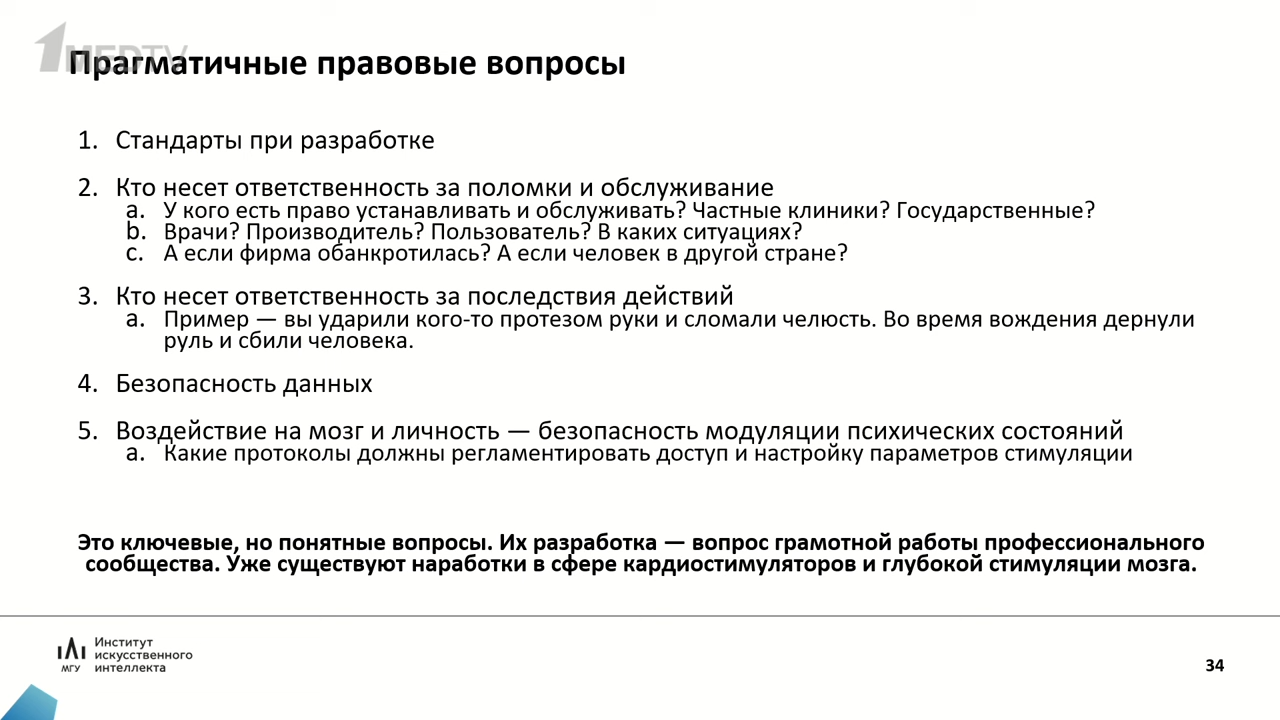 1MEDTV
Прагматичные правовые вопросы
1. Стандарты при разработке
2. Кто несет ответственность за поломки и обслуживание
a. У кого есть право устанавливать и обслуживать? Частные клиники? Государственные?
b. Врачи? Производитель? Пользователь? В каких ситуациях?
c. А если фирма обанкротилась? А если человек в другой стране?
3. Кто несет ответственность за последствия действий
a. Пример — вы ударили кого-то протезом руки и сломали челюсть. Во время вождения дернули
руль и сбили человека.
4. Безопасность данных
5. Воздействие на мозг и личность — безопасность модуляции психических состояний
a. Какие протоколы должны регламентировать доступ и настройку параметров стимуляции
Это ключевые, но понятные вопросы. Их разработка — вопрос грамотной работы профессионального
сообщества. Уже существуют наработки в сфере кардиостимуляторов и глубокой стимуляции мозга.
МГУ
Институт
искусственного
интеллекта
34